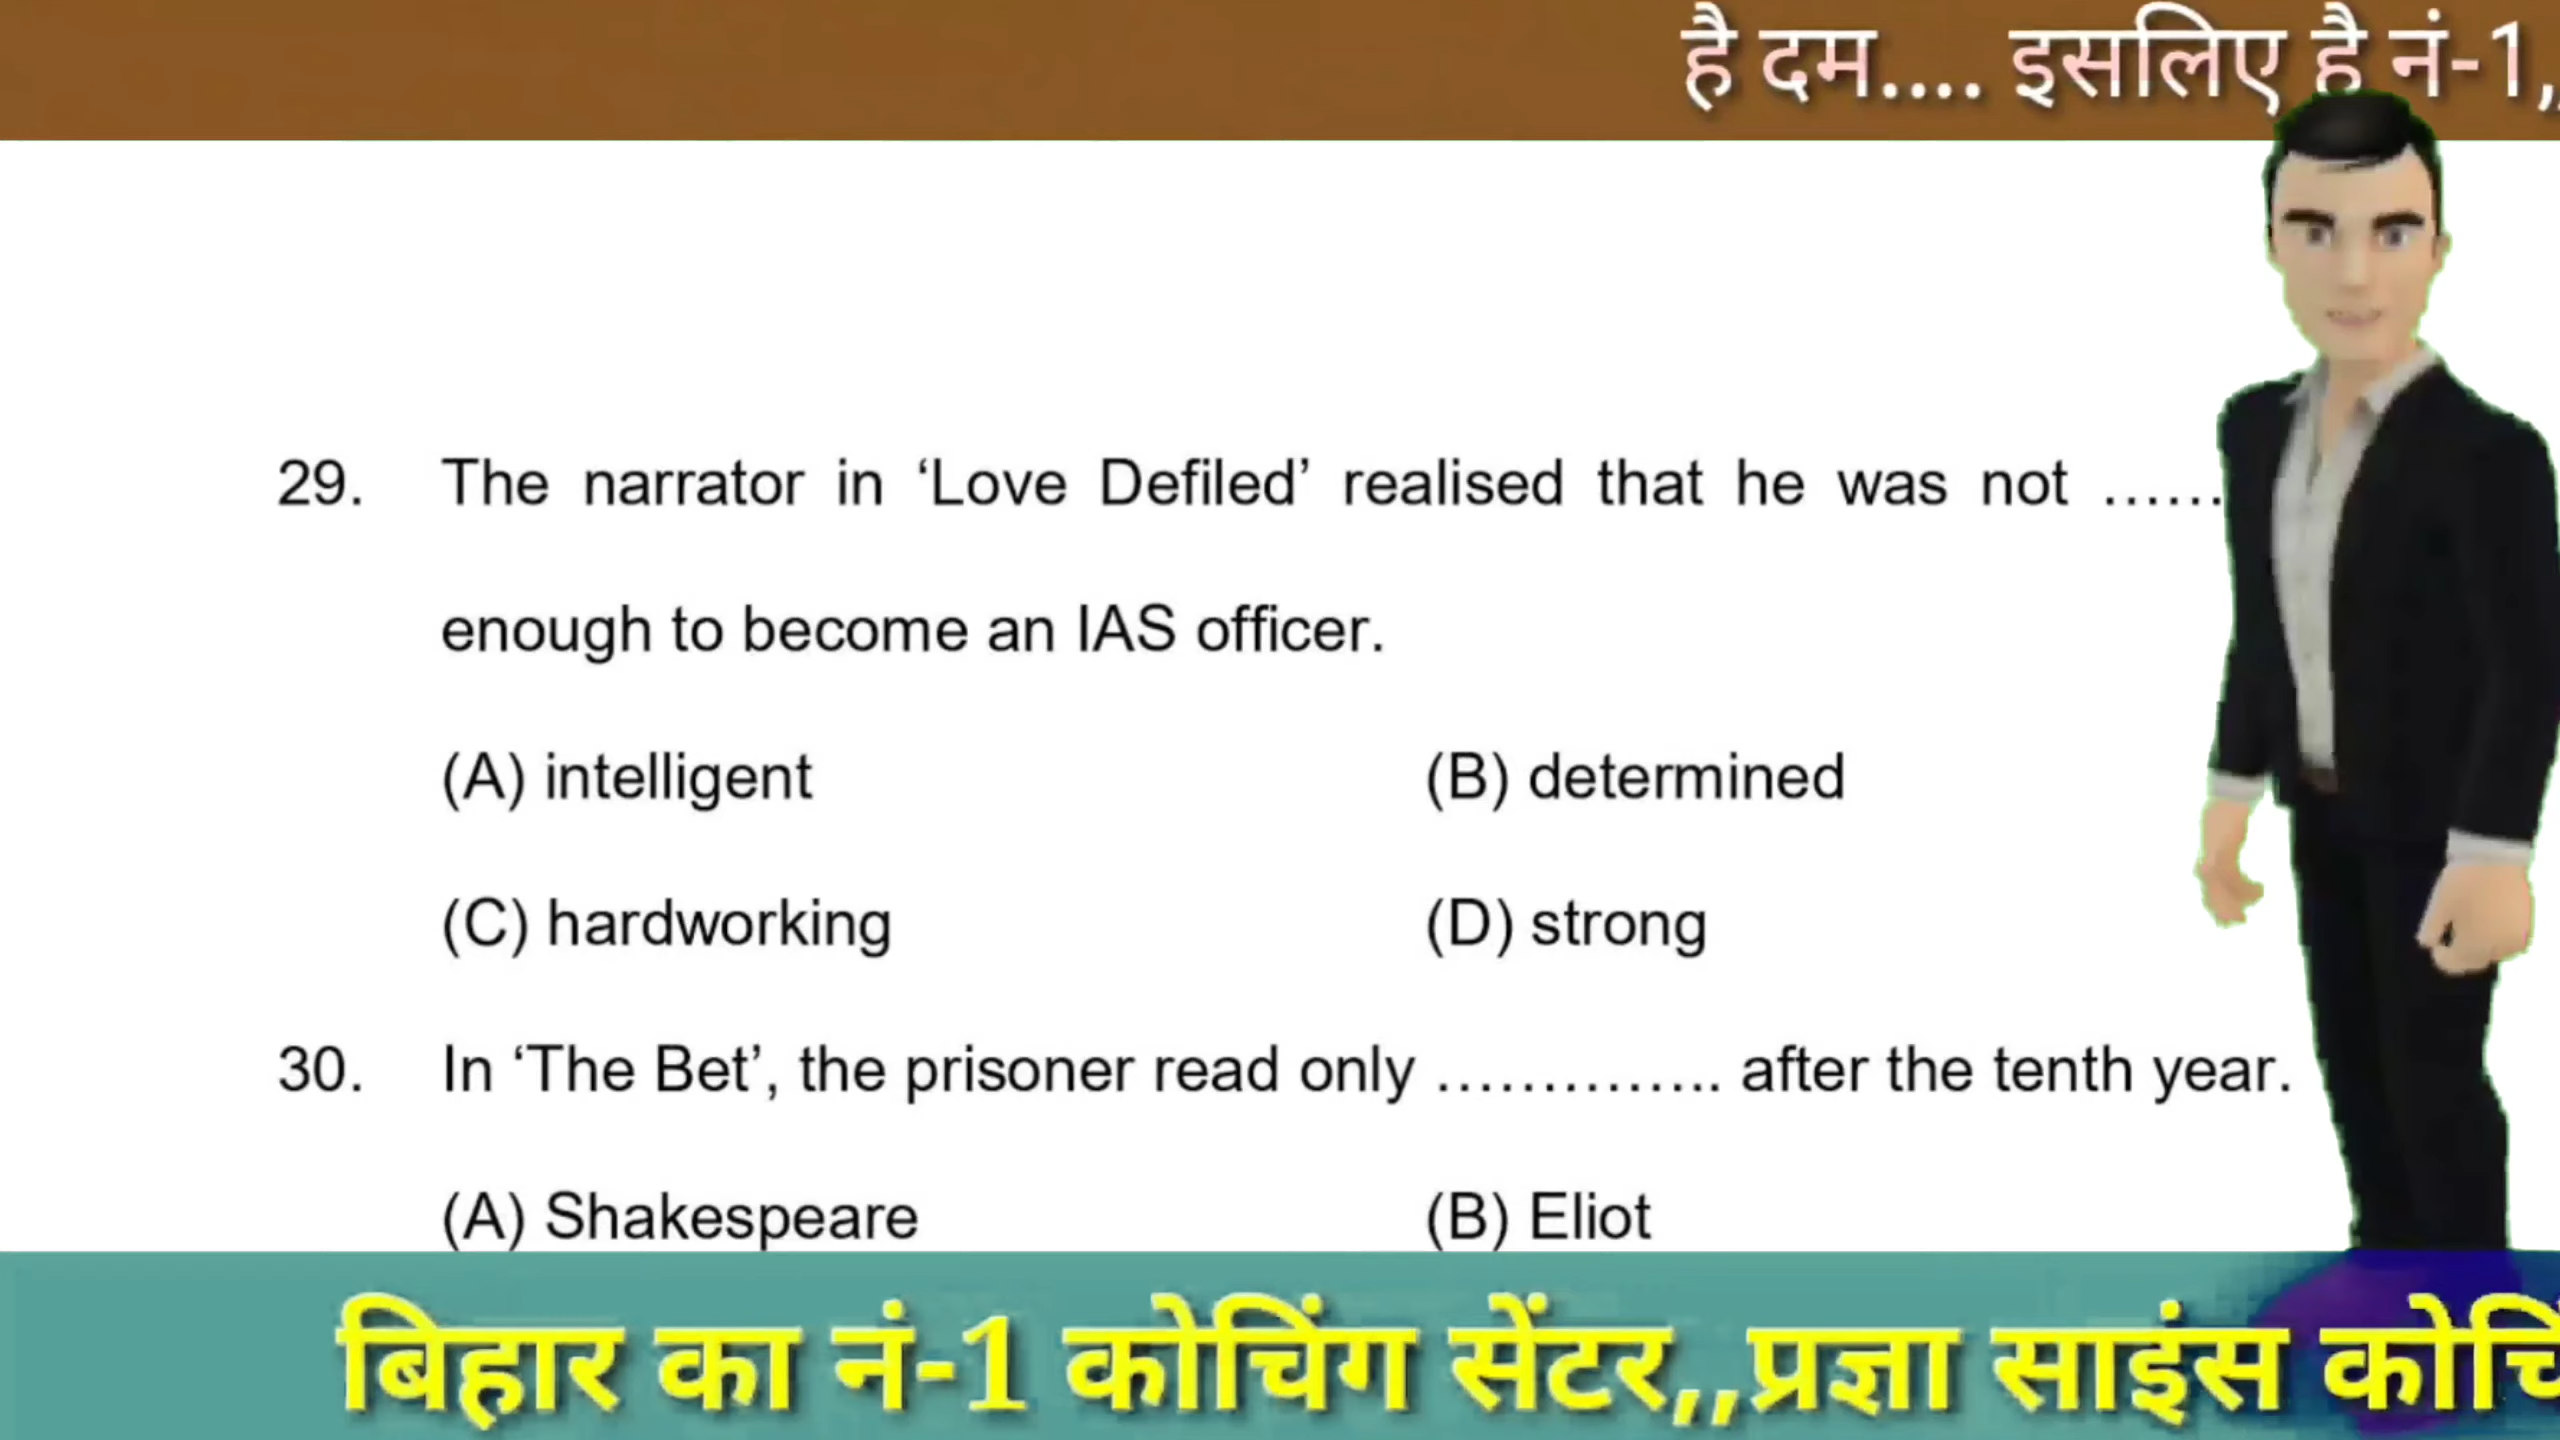 है दम.... इसलिए है नं-1,,
29. The narrator in ‘Love Defiled’ realised that he was not ......
enough to become an IAS officer.
(A) intelligent (B) determined
(C) hardworking (D) strong
30. In ‘The Bet’, the prisoner read only .............. after the tenth year.
(A) Shakespeare (B) Eliot
बिहार का नं-1 कोचिंग सेंटर,,प्रज्ञा साइंस